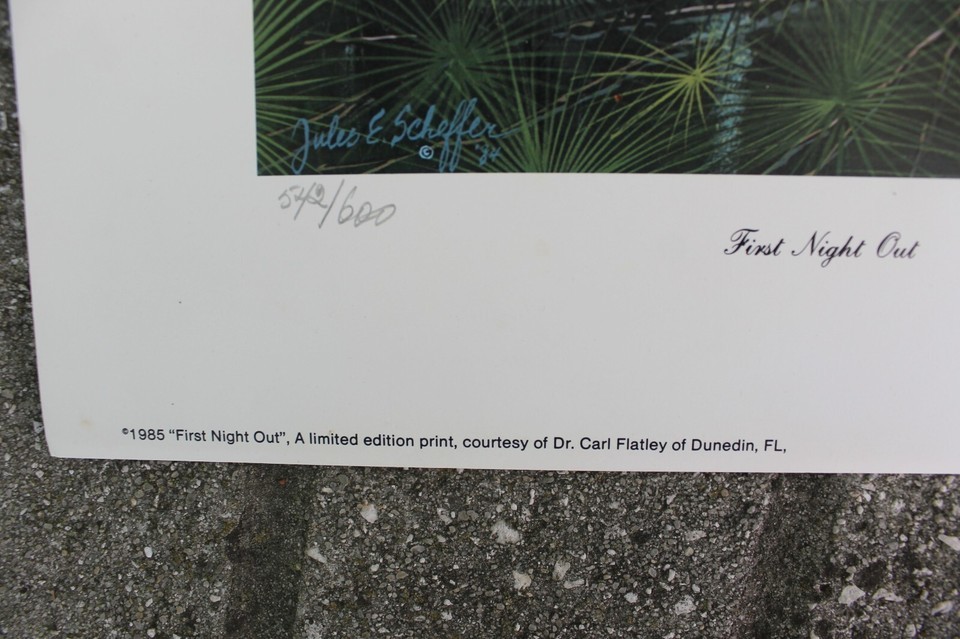 Jules E. Scheffer
© '84
542/600
First Night Out
©1985 “First Night Out”, A limited edition print, courtesy of Dr. Carl Flatley of Dunedin, FL,